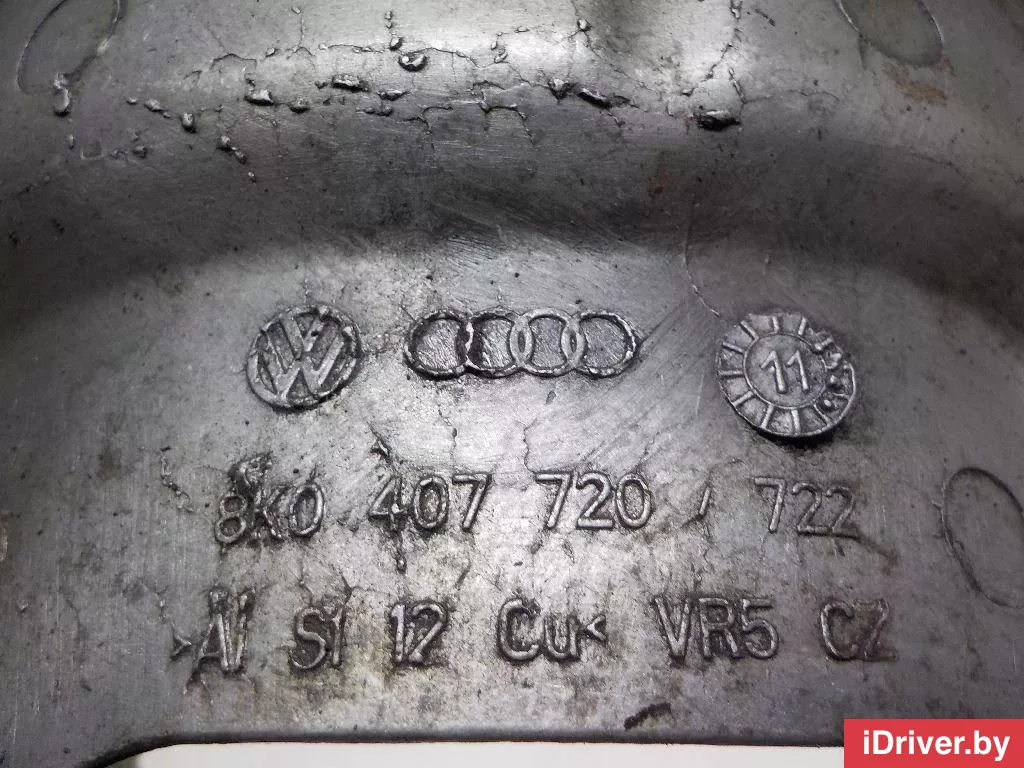 11
8K0 407 720 / 722
>Al Si 12 Cu< VR5 CZ
iDriver.by